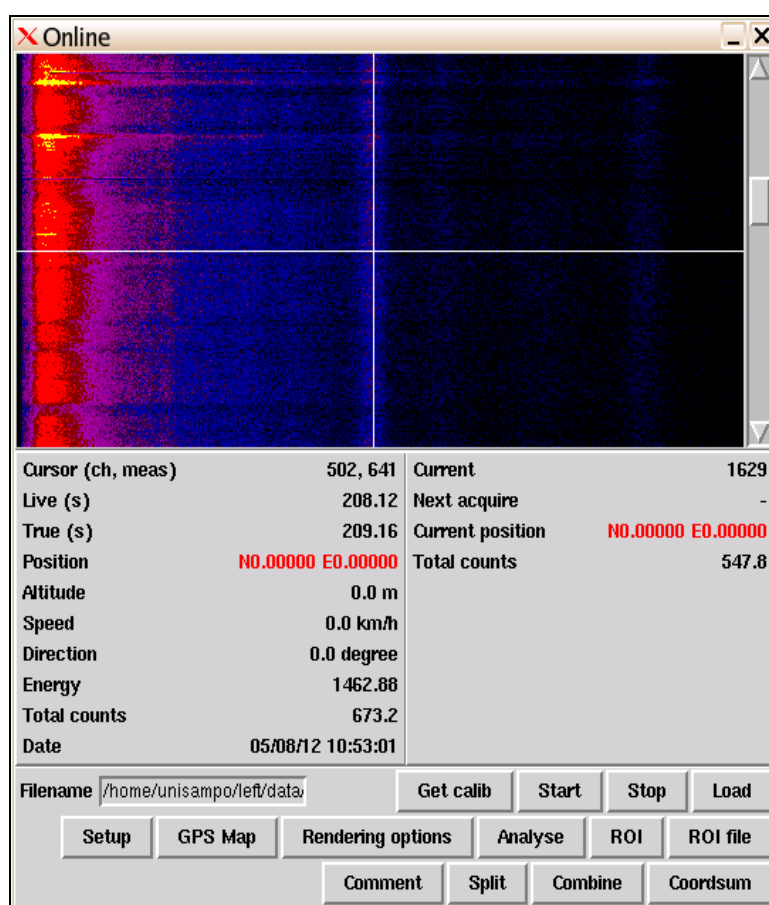 Online
Cursor (ch, meas) 502, 641 Current 1629
Live (s) 208.12 Next acquire -
True (s) 209.16 Current position N0.00000 E0.00000
Position N0.00000 E0.00000 Total counts 547.8
Altitude 0.0 m
Speed 0.0 km/h
Direction 0.0 degree
Energy 1462.88
Total counts 673.2
Date 05/08/12 10:53:01
Filename /home/unisampo/left/data/ Get calib Start Stop Load
Setup GPS Map Rendering options Analyse ROI ROI file
Comment Split Combine Coordsum